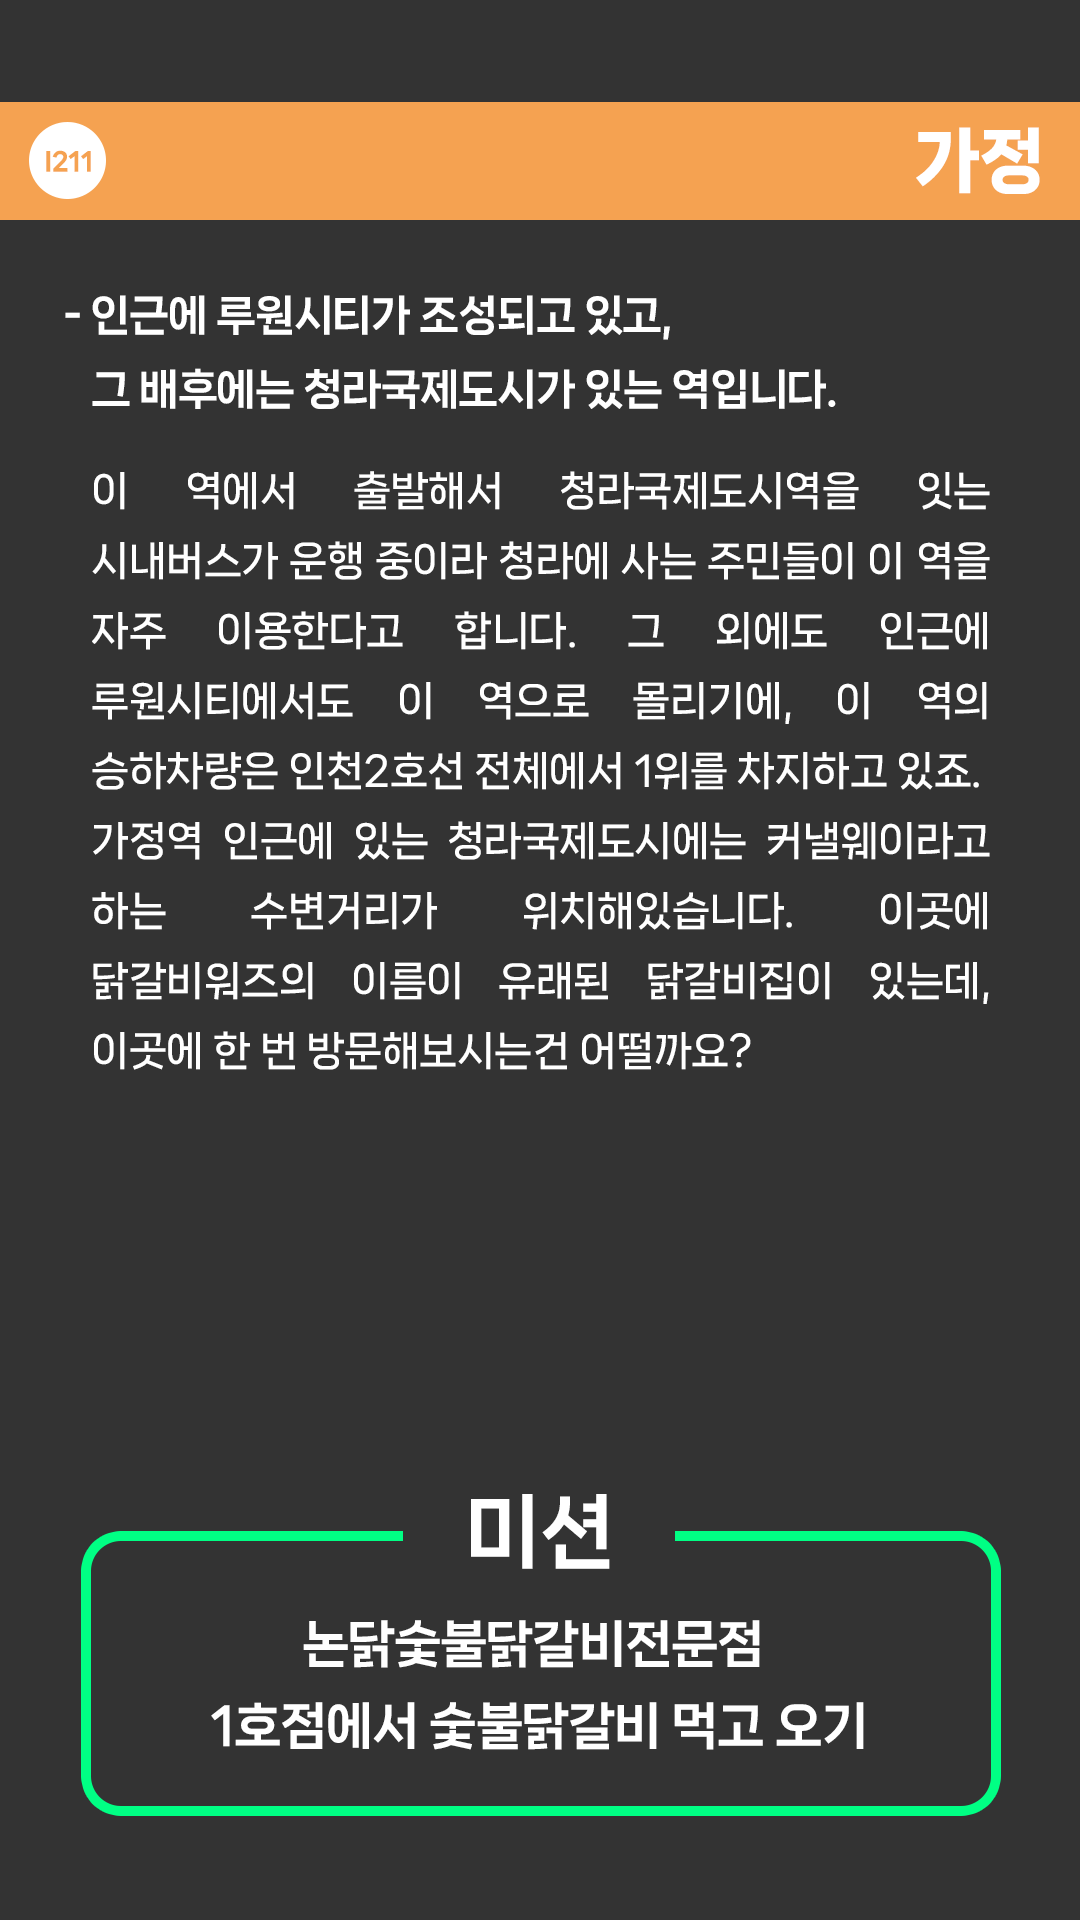 I211
가정
- 인근에 루원시티가 조성되고 있고,
그 배후에는 청라국제도시가 있는 역입니다.
이 역에서 출발해서 청라국제도시역을 잇는
시내버스가 운행 중이라 청라에 사는 주민들이 이 역을
자주 이용한다고 합니다. 그 외에도 인근에
루원시티에서도 이 역으로 몰리기에, 이 역의
승하차량은 인천2호선 전체에서 1위를 차지하고 있죠.
가정역 인근에 있는 청라국제도시에는 커낼웨이라고
하는 수변거리가 위치해있습니다. 이곳에
닭갈비워즈의 이름이 유래된 닭갈비집이 있는데,
이곳에 한 번 방문해보시는건 어떨까요?
미션
논닭숯불닭갈비전문점
1호점에서 숯불닭갈비 먹고 오기